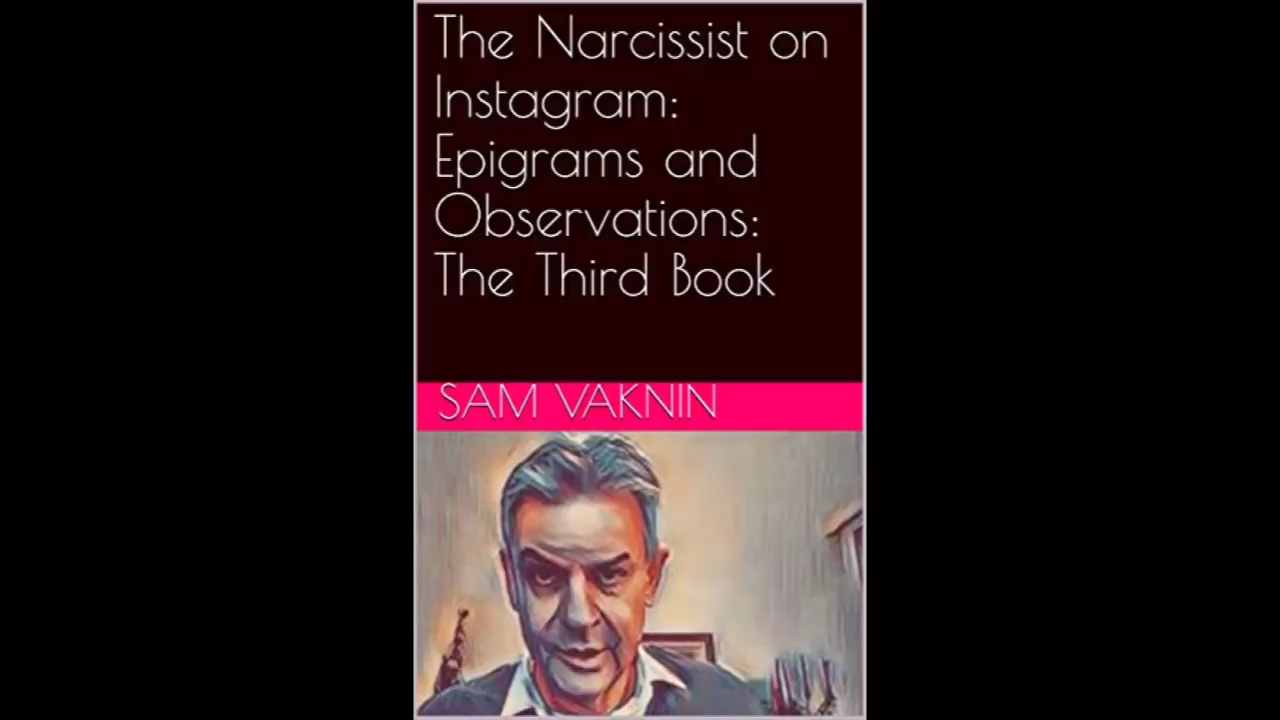 The Narcissist on
Instagram:
Epigrams and
Observations:
The Third Book
SAM VAKNIN